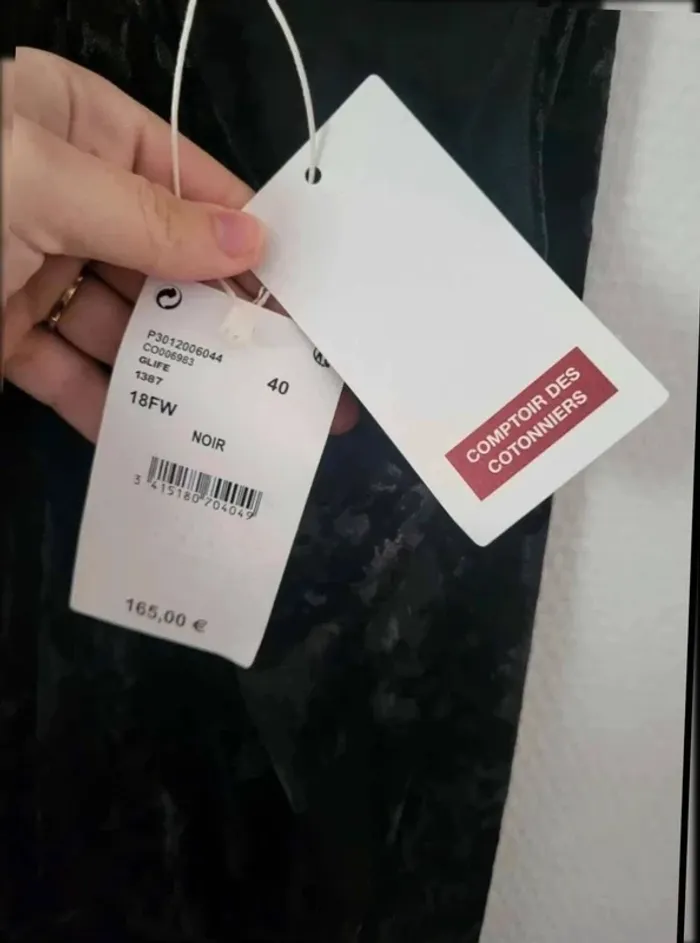 P3012006044
CO006983
GLIFE
1387
40
18FW
NOIR
3 415180 704049
165,00 €
COMPTOIR DES
COTONNIERS